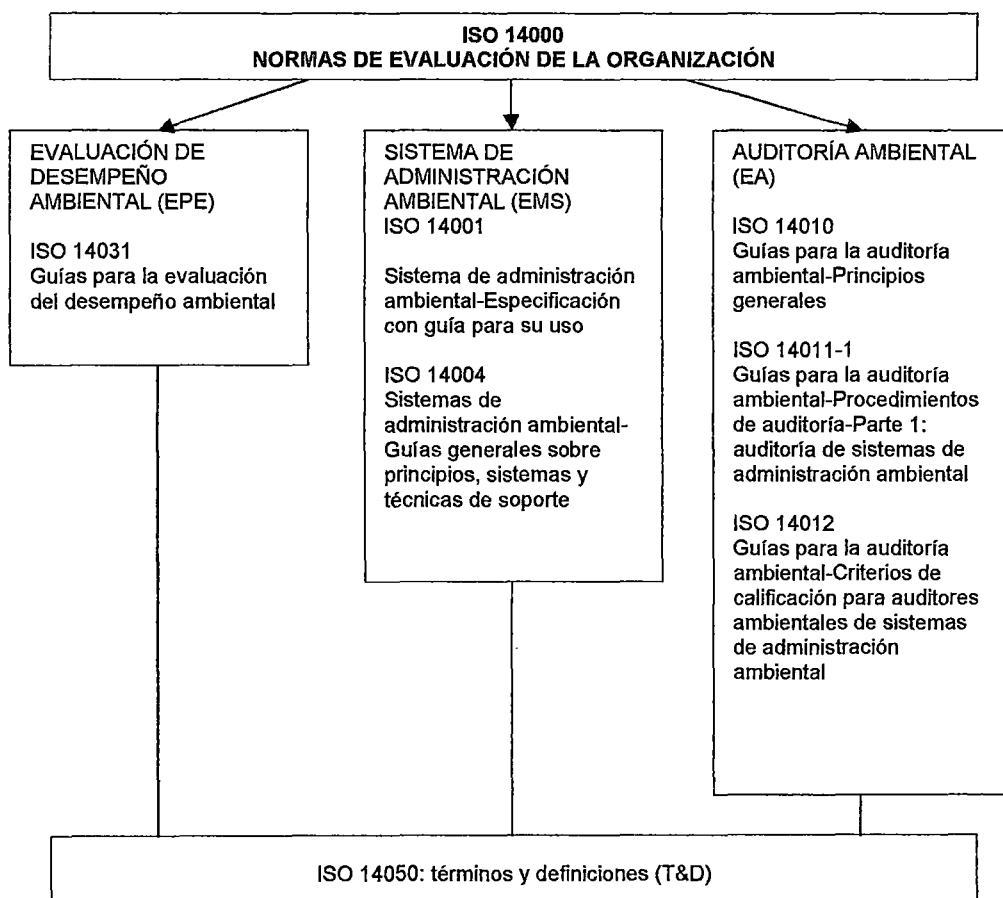 ISO 14000
NORMAS DE EVALUACIÓN DE LA ORGANIZACIÓN
EVALUACIÓN DE
DESEMPEÑO
AMBIENTAL (EPE)
ISO 14031
Guías para la evaluación
del desempeño ambiental
SISTEMA DE
ADMINISTRACIÓN
AMBIENTAL (EMS)
ISO 14001
Sistema de administración
ambiental-Especificación
con guía para su uso
ISO 14004
Sistemas de
administración ambiental-
Guías generales sobre
principios, sistemas y
técnicas de soporte
AUDITORÍA AMBIENTAL
(EA)
ISO 14010
Guías para la auditoría
ambiental-Principios
generales
ISO 14011-1
Guías para la auditoría
ambiental-Procedimientos
de auditoría-Parte 1:
auditoría de sistemas de
administración ambiental
ISO 14012
Guías para la auditoría
ambiental-Criterios de
calificación para auditores
ambientales de sistemas
de administración
ambiental
ISO 14050: términos y definiciones (T&D)